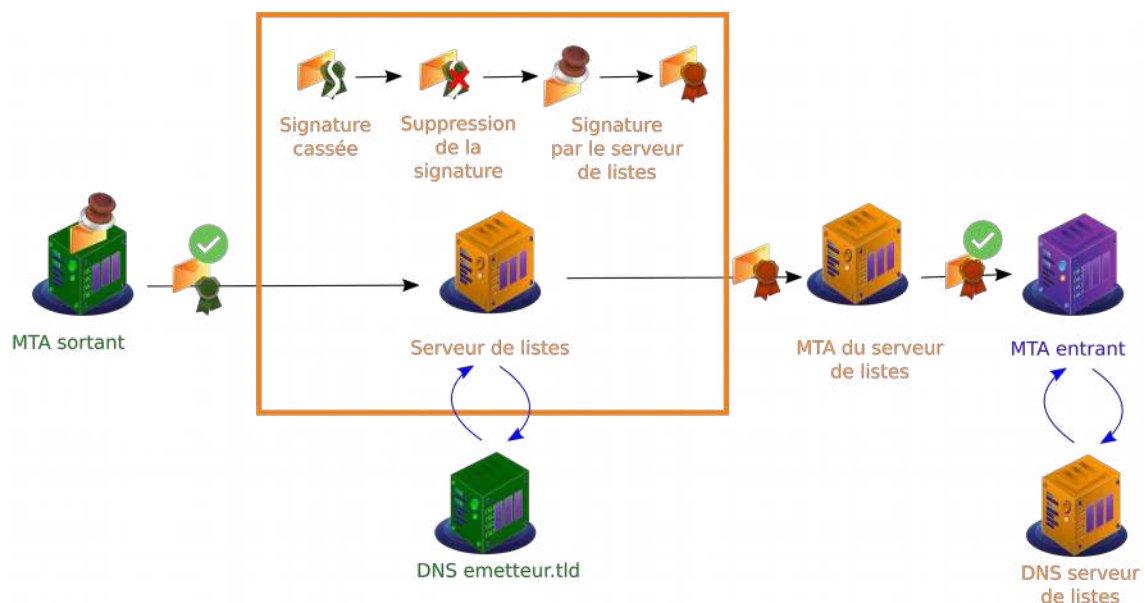 Signature
cassée
Suppression
de la
signature
Signature
par le serveur
de listes
MTA sortant
Serveur de listes
MTA du serveur
de listes
MTA entrant
DNS emetteur.tld
DNS serveur
de listes